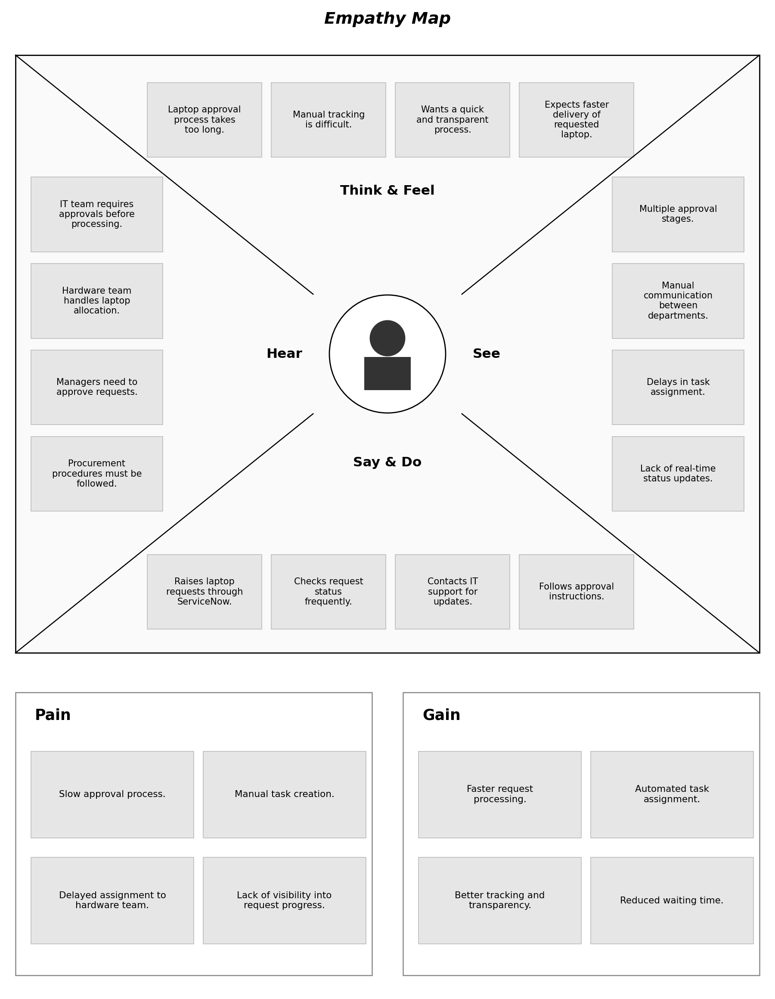 Empathy Map
Laptop approval
process takes
too long.
Manual tracking
is difficult.
Wants a quick
and transparent
process.
Expects faster
delivery of
requested
laptop.
Think & Feel
IT team requires
approvals before
processing.
Hardware team
handles laptop
allocation.
Managers need to
approve requests.
Procurement
procedures must be
followed.
Hear
See
Multiple approval
stages.
Manual
communication
between
departments.
Delays in task
assignment.
Lack of real-time
status updates.
Say & Do
Raises laptop
requests through
ServiceNow.
Checks request
status
frequently.
Contacts IT
support for
updates.
Follows approval
instructions.
Pain
Slow approval process.
Manual task creation.
Delayed assignment to
hardware team.
Lack of visibility into
request progress.
Gain
Faster request
processing.
Automated task
assignment.
Better tracking and
transparency.
Reduced waiting time.